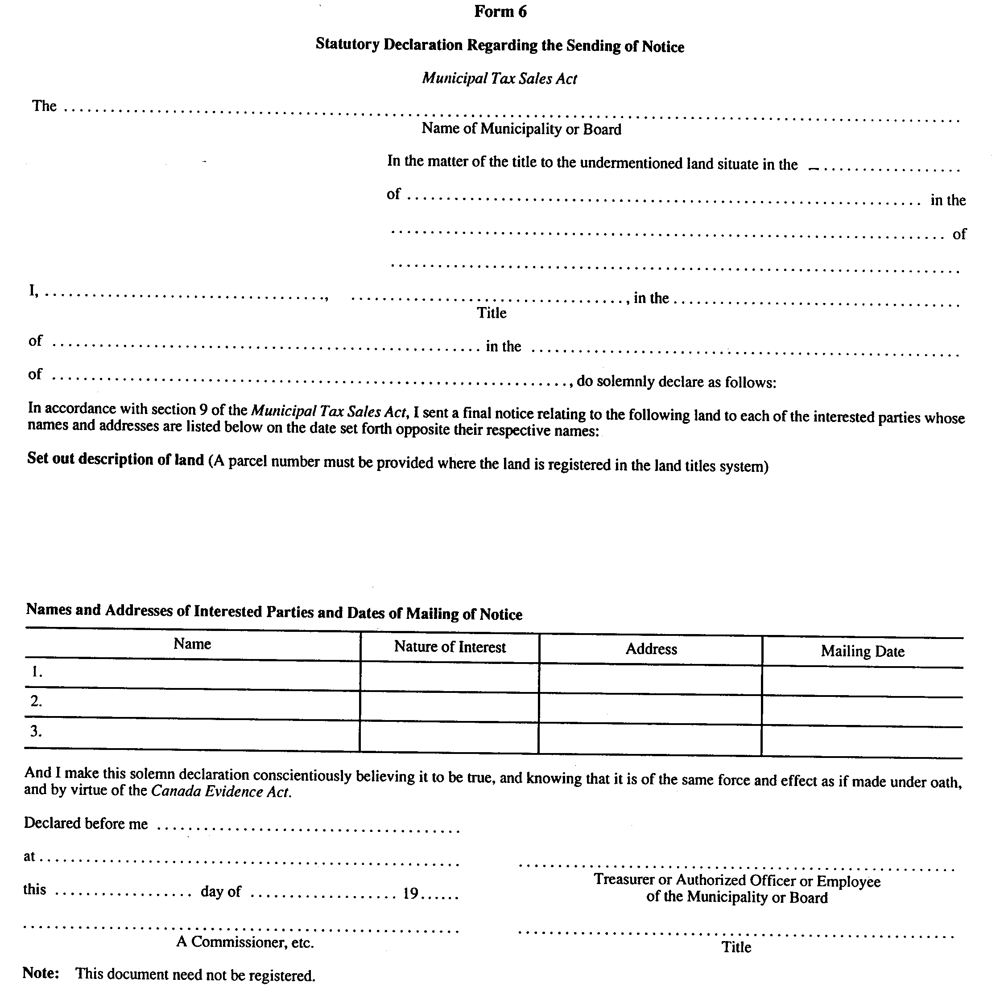 Form 6
Statutory Declaration Regarding the Sending of Notice
Municipal Tax Sales Act
The ....................
Name of Municipality or Board
In the matter of the title to the undermentioned land situate in the ....................
of .................... in the
.................... of
....................
I, ...................., ...................., in the ....................
Title
of .................... in the ....................
of ...................., do solemnly declare as follows:
In accordance with section 9 of the Municipal Tax Sales Act, I sent a final notice relating to the following land to each of the interested parties whose
names and addresses are listed below on the date set forth opposite their respective names:
Set out description of land (A parcel number must be provided where the land is registered in the land titles system)
Names and Addresses of Interested Parties and Dates of Mailing of Notice
Name Nature of Interest Address Mailing Date
1.
2.
3.
And I make this solemn declaration conscientiously believing it to be true, and knowing that it is of the same force and effect as if made under oath,
and by virtue of the Canada Evidence Act.
Declared before me ....................
at ....................
....................
Treasurer or Authorized Officer or Employee
of the Municipality or Board
this .................... day of .................... 19......
....................
A Commissioner, etc.
....................
Title
Note: This document need not be registered.